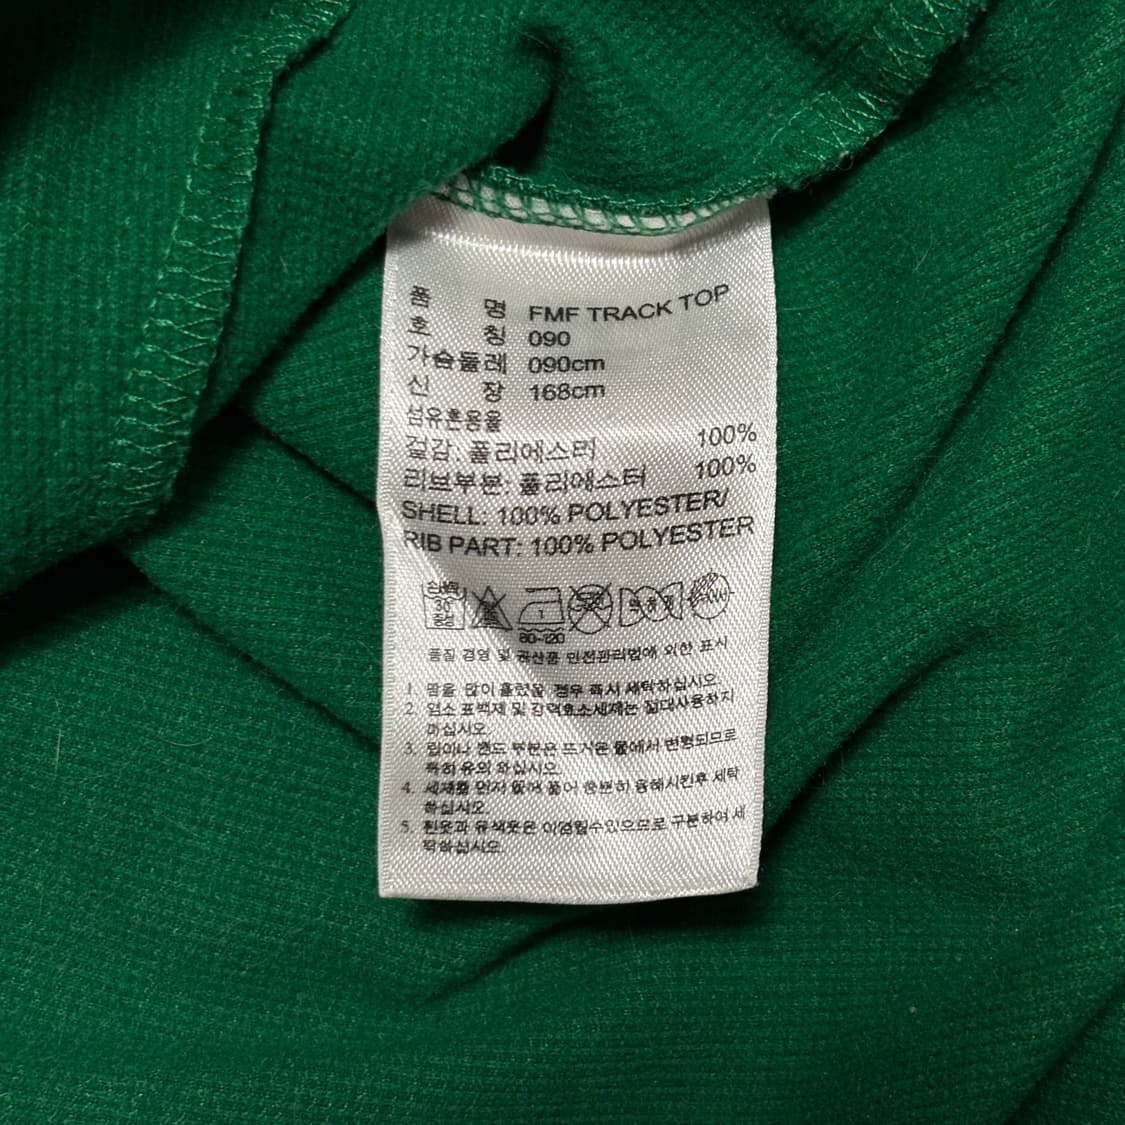 품 명 FMF TRACK TOP
호 칭 090
가슴둘레 090cm
신 장 168cm
섬유혼용율
겉감: 폴리에스터 100%
리브부분: 폴리에스터 100%
SHELL: 100% POLYESTER/
RIB PART: 100% POLYESTER
손세탁
30
중성
1
80-120
품질 경영 및 공산품 안전관리법에 의한 표시
1. 땀을 많이 흘렸을 경우 즉시 세탁하십시오.
2. 염소 표백제 및 강력효소세제는 절대사용하지
마십시오.
3. 립이나 밴드 부분은 뜨거운 물에서 변형되므로
특히 유의 하십시오.
4. 세제를 먼저 물에 풀어 충분히 용해시킨후 세탁
하십시오.
5. 흰옷과 유색옷은 이염될수있으므로 구분하여 세
탁하십시오.